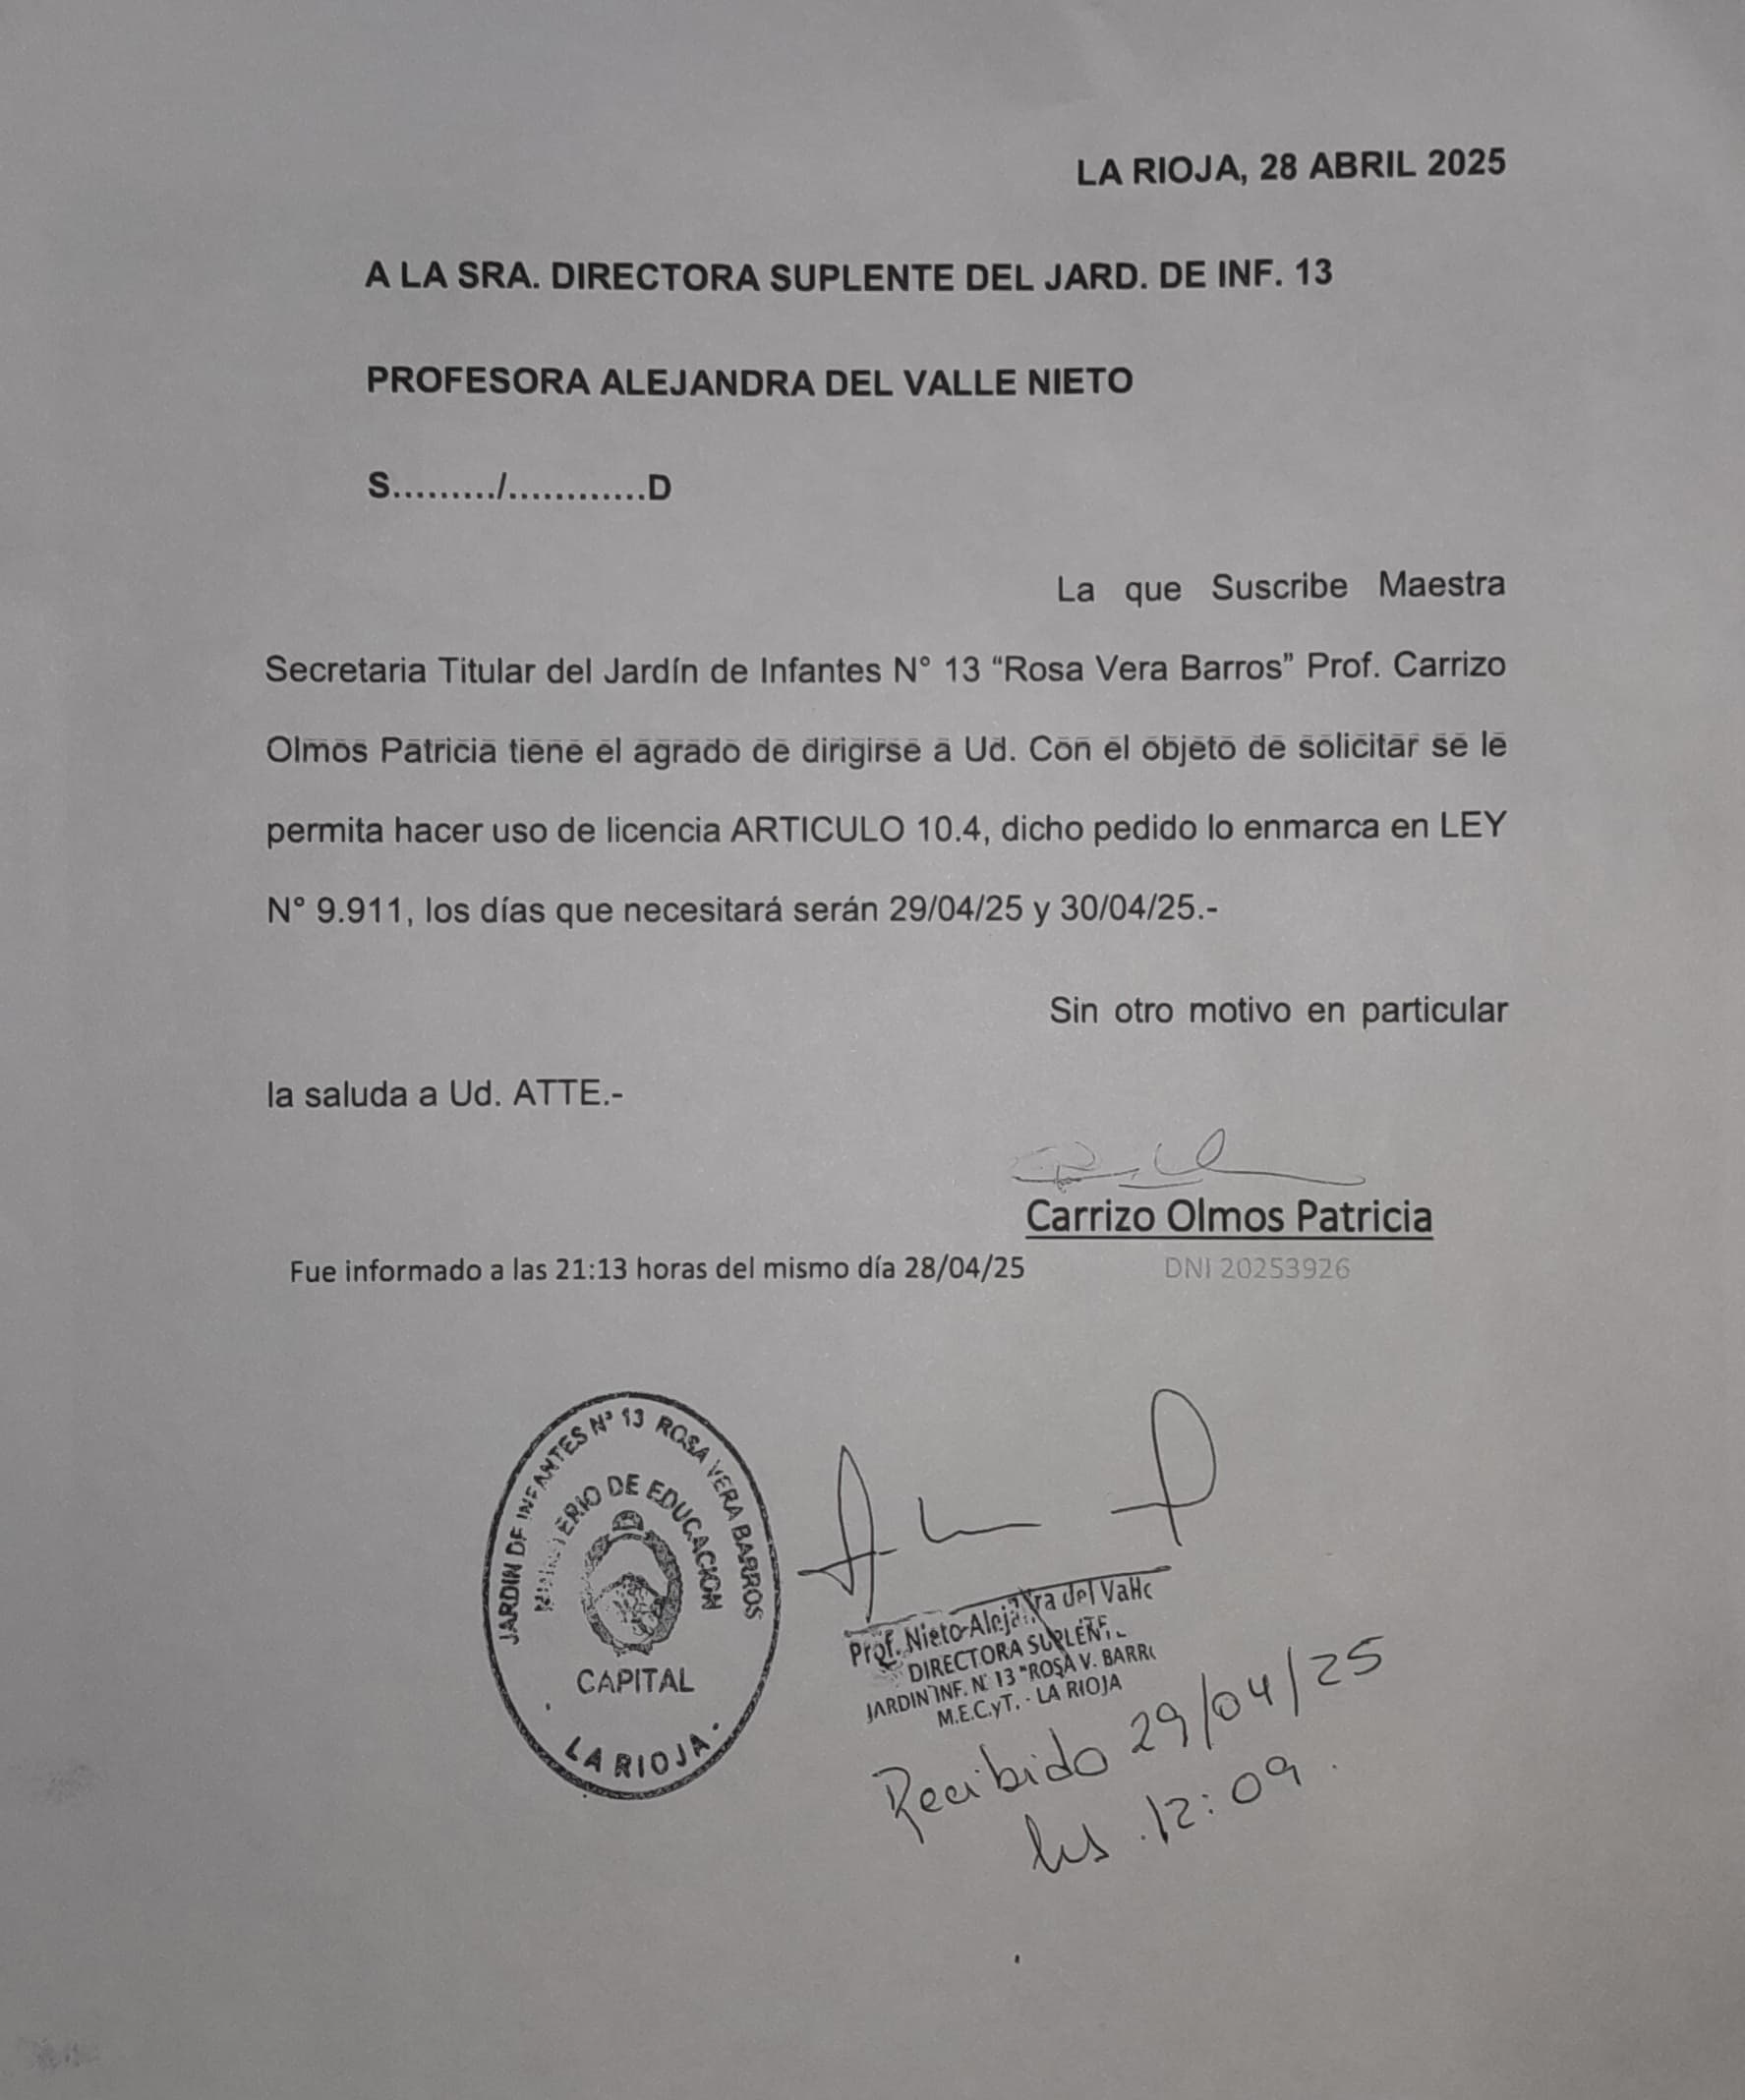 LA RIOJA, 28 ABRIL 2025
A LA SRA. DIRECTORA SUPLENTE DEL JARD. DE INF. 13
PROFESORA ALEJANDRA DEL VALLE NIETO
S........./.............D
La que Suscribe Maestra
Secretaria Titular del Jardín de Infantes N° 13 “Rosa Vera Barros” Prof. Carrizo
Olmos Patricia tiene el agrado de dirigirse a Ud. Con el objeto de solicitar se le
permita hacer uso de licencia ARTICULO 10.4, dicho pedido lo enmarca en LEY
N° 9.911, los días que necesitará serán 29/04/25 y 30/04/25.-
Sin otro motivo en particular
la saluda a Ud. ATTE.-
Carrizo Olmos Patricia
Fue informado a las 21:13 horas del mismo día 28/04/25
DNI 20253926
JARDIN DE INFANTES N° 13 ROSA VERA BARROS
MINISTERIO DE EDUCACION
CAPITAL
LA RIOJA
Prof. Nieto Alejandra del Valle
DIRECTORA SUPLENTE
JARDIN INF. N° 13 "ROSA V. BARR
M.E.C.yT. - LA RIOJA
Recibido 29/04/25
hs 12:09.